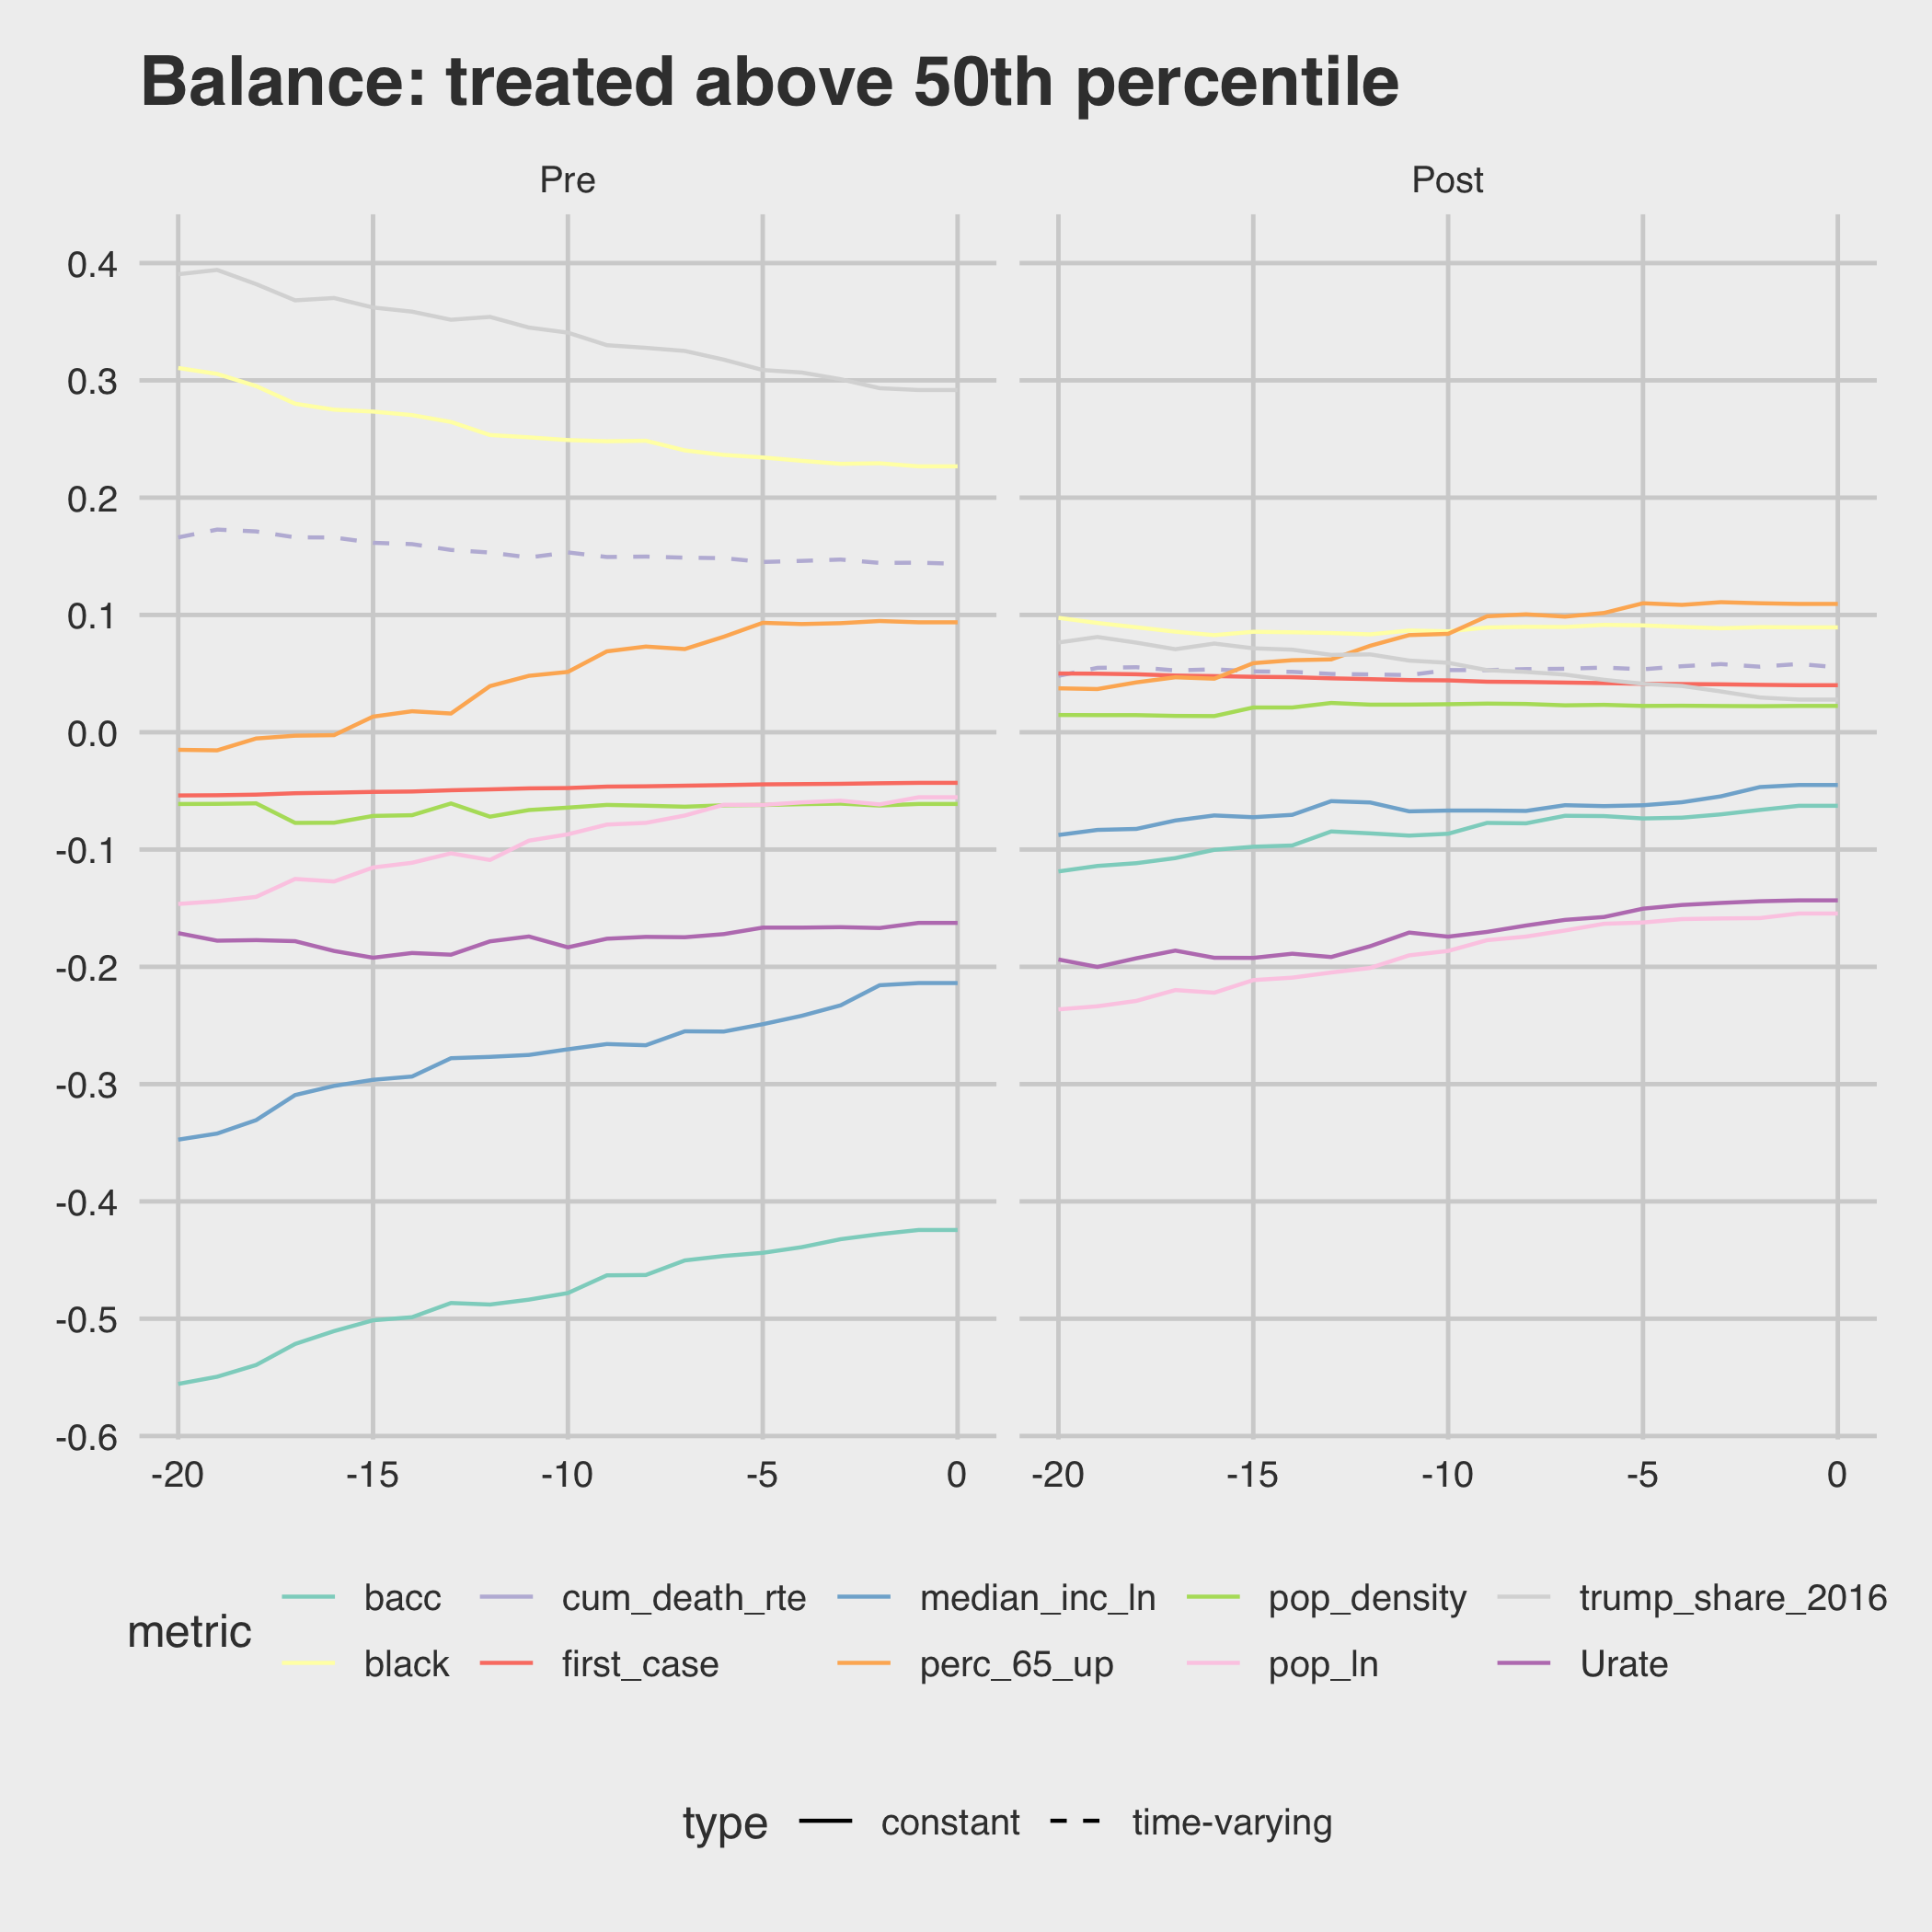 Balance: treated above 50th percentile
Pre Post
0.4
0.3
0.2
0.1
0.0
-0.1
-0.2
-0.3
-0.4
-0.5
-0.6
-20 -15 -10 -5 0 -20 -15 -10 -5 0
metric
bacc cum_death_rte median_inc_ln pop_density trump_share_2016
black first_case perc_65_up pop_ln Urate
type constant time-varying